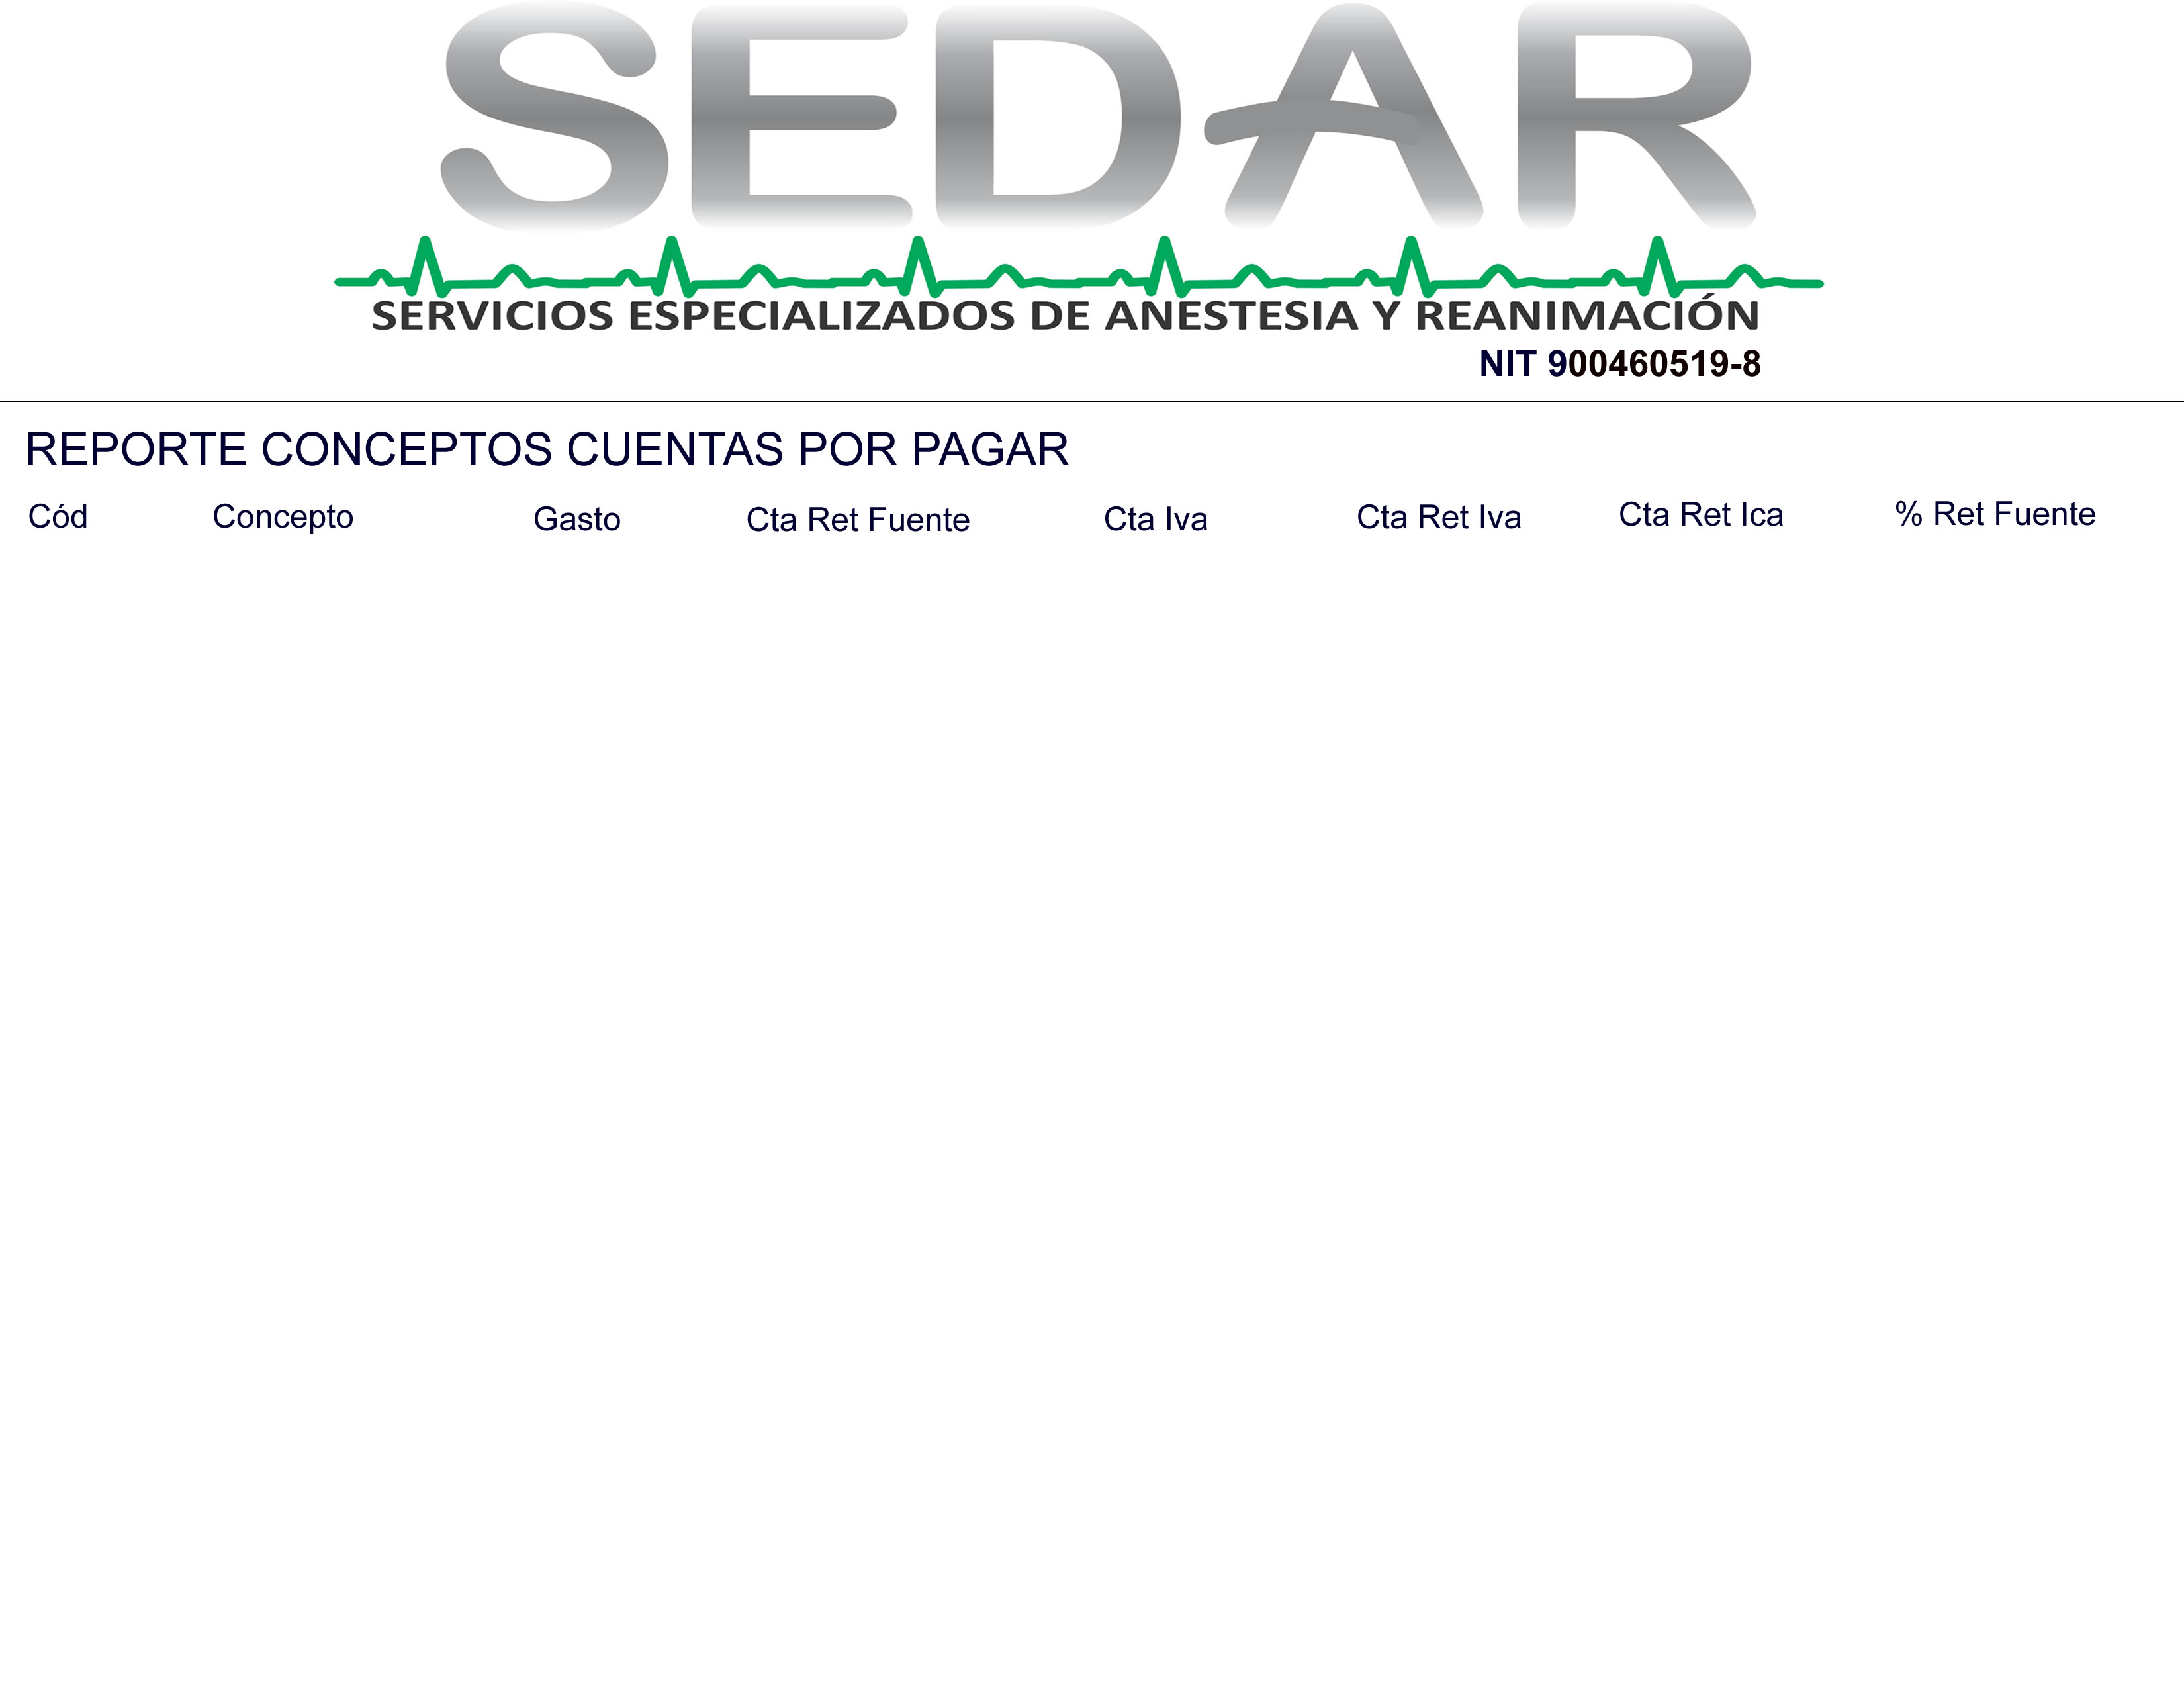 SEDAR
SERVICIOS ESPECIALIZADOS DE ANESTESIA Y REANIMACIÓN
NIT 900460519-8
REPORTE CONCEPTOS CUENTAS POR PAGAR
Cód Concepto Gasto Cta Ret Fuente Cta Iva Cta Ret Iva Cta Ret Ica % Ret Fuente